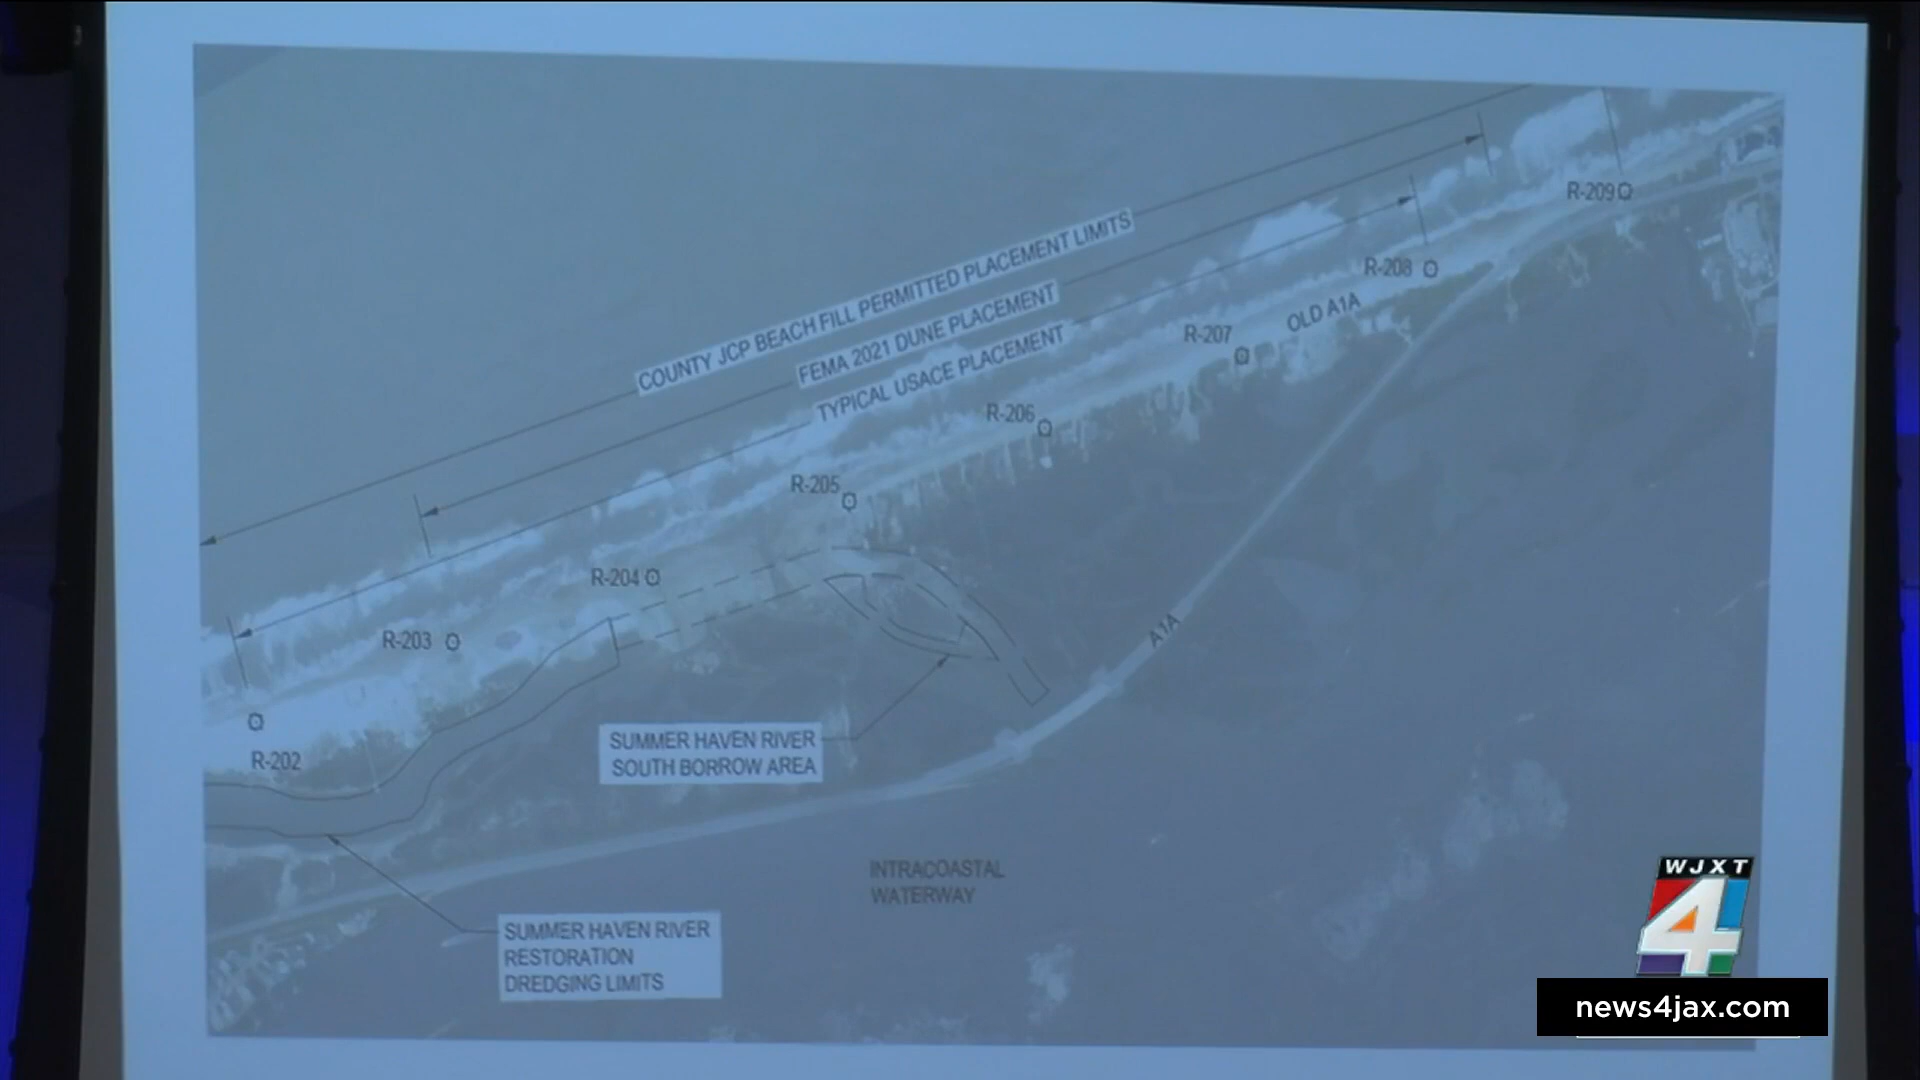 COUNTY JCP BEACH FILL PERMITTED PLACEMENT LIMITS
FEMA 2021 DUNE PLACEMENT
TYPICAL USACE PLACEMENT
R-209
R-208
OLD A1A
R-207
R-206
R-205
R-204
R-203
R-202
A1A
SUMMER HAVEN RIVER
SOUTH BORROW AREA
INTRACOASTAL
WATERWAY
SUMMER HAVEN RIVER
RESTORATION
DREDGING LIMITS
WJXT
4
news4jax.com